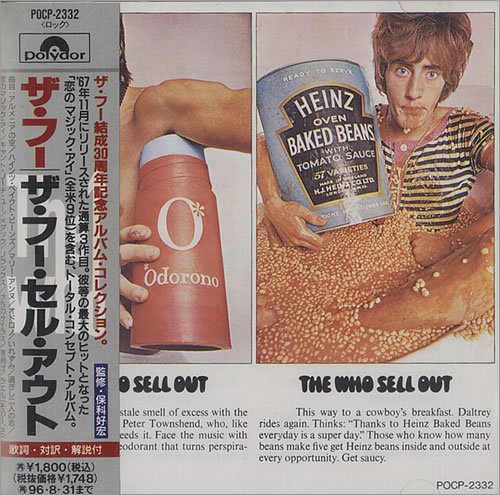 POCP-2332
〈ロック〉
polydor
ザ・フー結成30周年記念アルバム・コレクション。
'67年11月にリリースされた通算3作目。彼等の最大のヒットとなった
「恋のマジック・アイ」(全米9位)を含む、トータル・コンセプト・アルバム。
監修・保科好宏
ザ・フー
ザ・フー・セル・アウト
歌詞・対訳・解説付
¥1,800(税込)
(税抜価格¥1,748)
96・8・31まで
O
Odorono
READY TO SERVE
HEINZ
OVEN
BAKED BEANS
WITH
TOMATO SAUCE
57 VARIETIES
H.J. HEINZ CO. LTD.
O SELL OUT
stale smell of excess with the
Peter Townshend, who, like
eeds it. Face the music with
eodorant that turns perspira-
THE WHO SELL OUT
This way to a cowboy's breakfast. Daltrey
rides again. Thinks: "Thanks to Heinz Baked Beans
everyday is a super day." Those who know how many
beans make five get Heinz beans inside and outside at
every opportunity. Get saucy.
POCP-2332